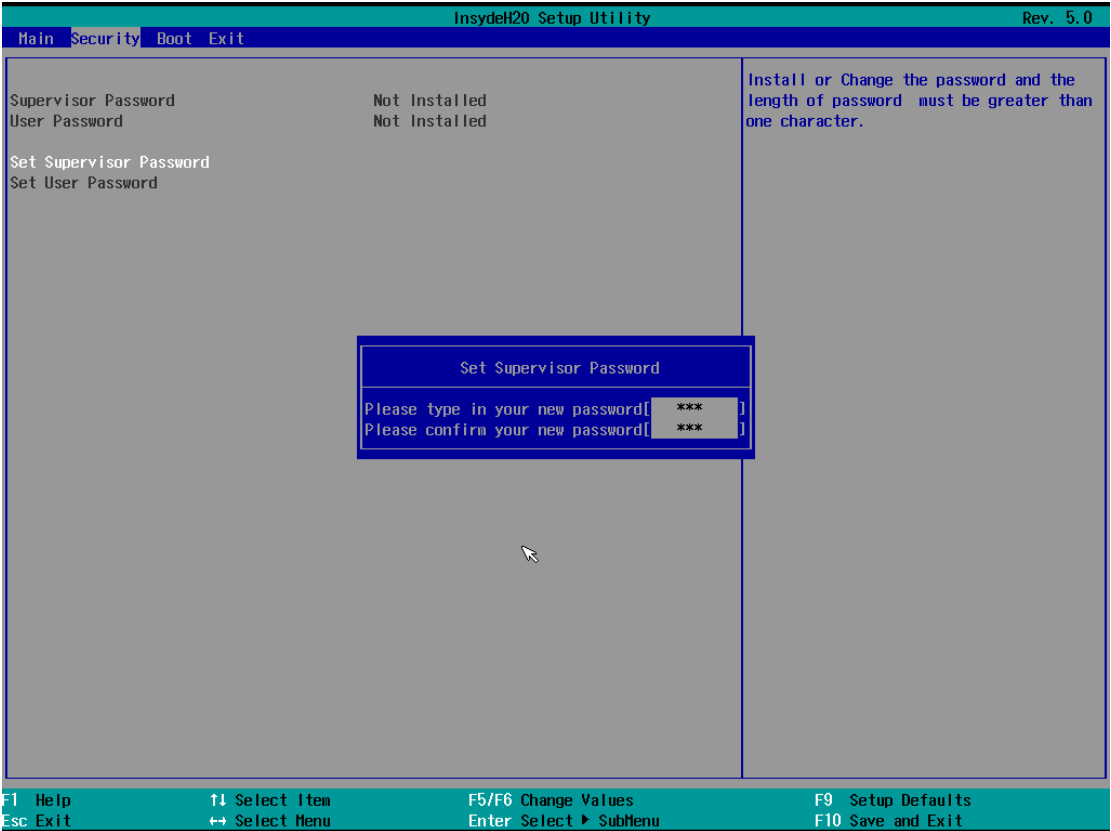 InsydeH20 Setup Utility Rev. 5.0
Main Security Boot Exit
Supervisor Password Not Installed
User Password Not Installed
Set Supervisor Password
Set User Password
Install or Change the password and the
length of password must be greater than
one character.
Set Supervisor Password
Please type in your new password[ *** ]
Please confirm your new password[ *** ]
F1 Help ↑↓ Select Item F5/F6 Change Values F9 Setup Defaults
Esc Exit ↔ Select Menu Enter Select ▶ SubMenu F10 Save and Exit